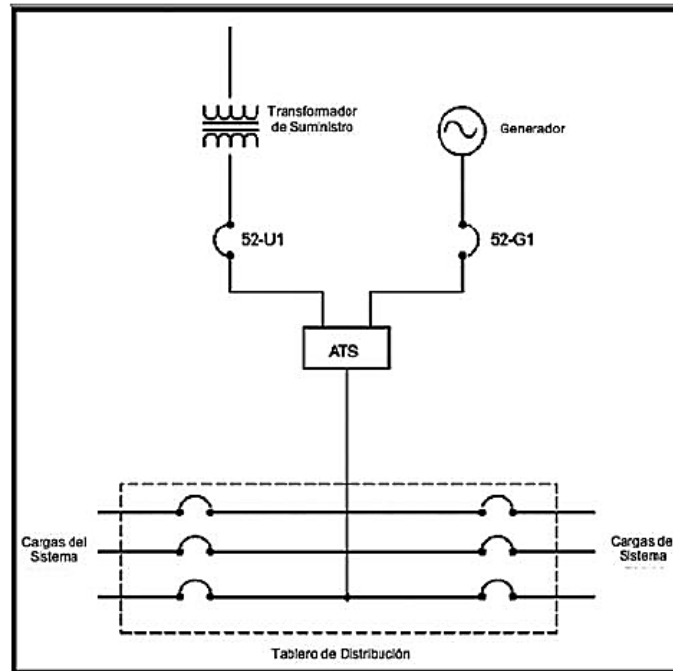 Transformador
de Suministro
Generador
52-U1
52-G1
ATS
Cargas del
Sistema
Cargas de
Sistema
Tablero de Distribución